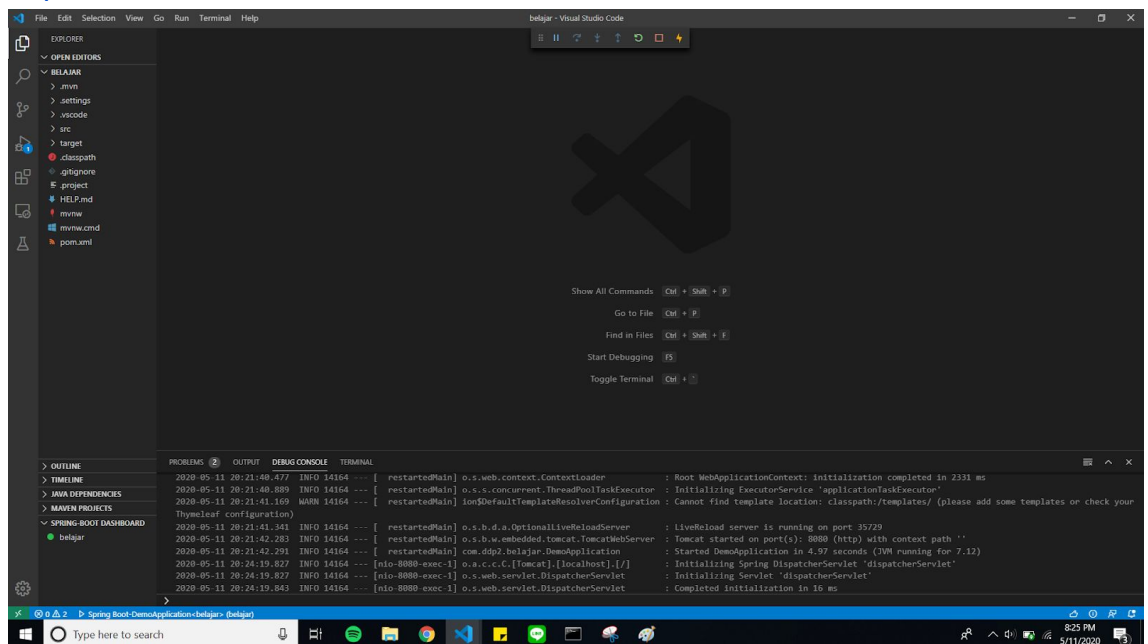 File Edit Selection View Go Run Terminal Help
belajar - Visual Studio Code
EXPLORER
OPEN EDITORS
BELAJAR
.mvn
.settings
.vscode
src
target
.classpath
.gitignore
.project
HELP.md
mvnw
mvnw.cmd
pom.xml
Show All Commands Ctrl + Shift + P
Go to File Ctrl + P
Find in Files Ctrl + Shift + F
Start Debugging F5
Toggle Terminal Ctrl + `
OUTLINE
TIMELINE
JAVA DEPENDENCIES
MAVEN PROJECTS
SPRING-BOOT DASHBOARD
belajar
PROBLEMS 2 OUTPUT DEBUG CONSOLE TERMINAL
2020-05-11 20:21:40.477 INFO 14164 --- [ restartedMain] o.s.web.context.ContextLoader : Root WebApplicationContext: initialization completed in 2331 ms
2020-05-11 20:21:40.889 INFO 14164 --- [ restartedMain] o.s.s.concurrent.ThreadPoolTaskExecutor : Initializing ExecutorService 'applicationTaskExecutor'
2020-05-11 20:21:41.169 WARN 14164 --- [ restartedMain] ion$DefaultTemplateResolverConfiguration : Cannot find template location: classpath:/templates/ (please add some templates or check your
Thymeleaf configuration)
2020-05-11 20:21:41.341 INFO 14164 --- [ restartedMain] o.s.b.d.a.OptionalLiveReloadServer : LiveReload server is running on port 35729
2020-05-11 20:21:42.283 INFO 14164 --- [ restartedMain] o.s.b.w.embedded.tomcat.TomcatWebServer : Tomcat started on port(s): 8080 (http) with context path ''
2020-05-11 20:21:42.291 INFO 14164 --- [ restartedMain] com.ddp2.belajar.DemoApplication : Started DemoApplication in 4.97 seconds (JVM running for 7.12)
2020-05-11 20:24:19.827 INFO 14164 --- [nio-8080-exec-1] o.a.c.c.C.[Tomcat].[localhost].[/] : Initializing Spring DispatcherServlet 'dispatcherServlet'
2020-05-11 20:24:19.827 INFO 14164 --- [nio-8080-exec-1] o.s.web.servlet.DispatcherServlet : Initializing Servlet 'dispatcherServlet'
2020-05-11 20:24:19.843 INFO 14164 --- [nio-8080-exec-1] o.s.web.servlet.DispatcherServlet : Completed initialization in 16 ms
>
0 2 Spring Boot-DemoApplication<belajar> (belajar)
Type here to search
8:25 PM
5/11/2020